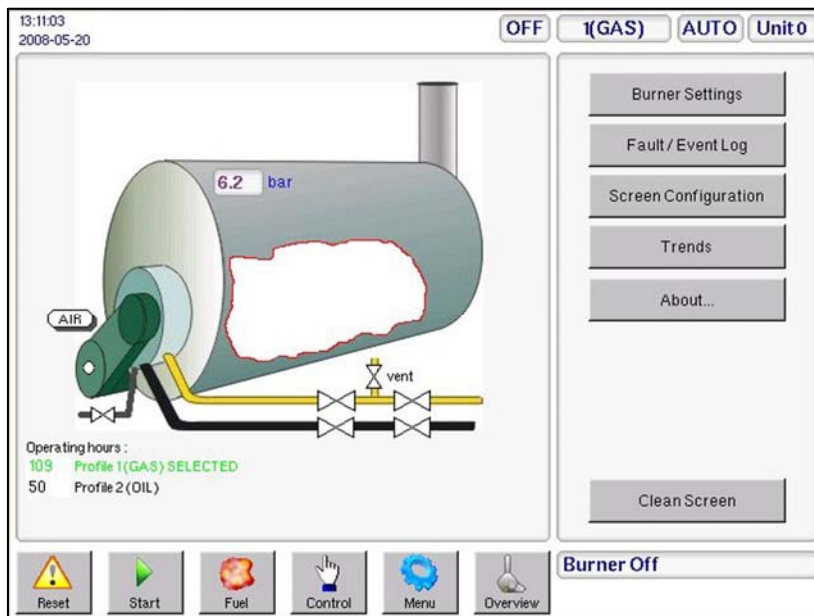 13:11:03
2008-05-20
OFF
1(GAS)
AUTO
Unit 0
6.2 bar
AIR
vent
Operating hours :
109 Profile 1 (GAS) SELECTED
50 Profile 2 (OIL)
Burner Settings
Fault / Event Log
Screen Configuration
Trends
About...
Clean Screen
Reset
Start
Fuel
Control
Menu
Overview
Burner Off